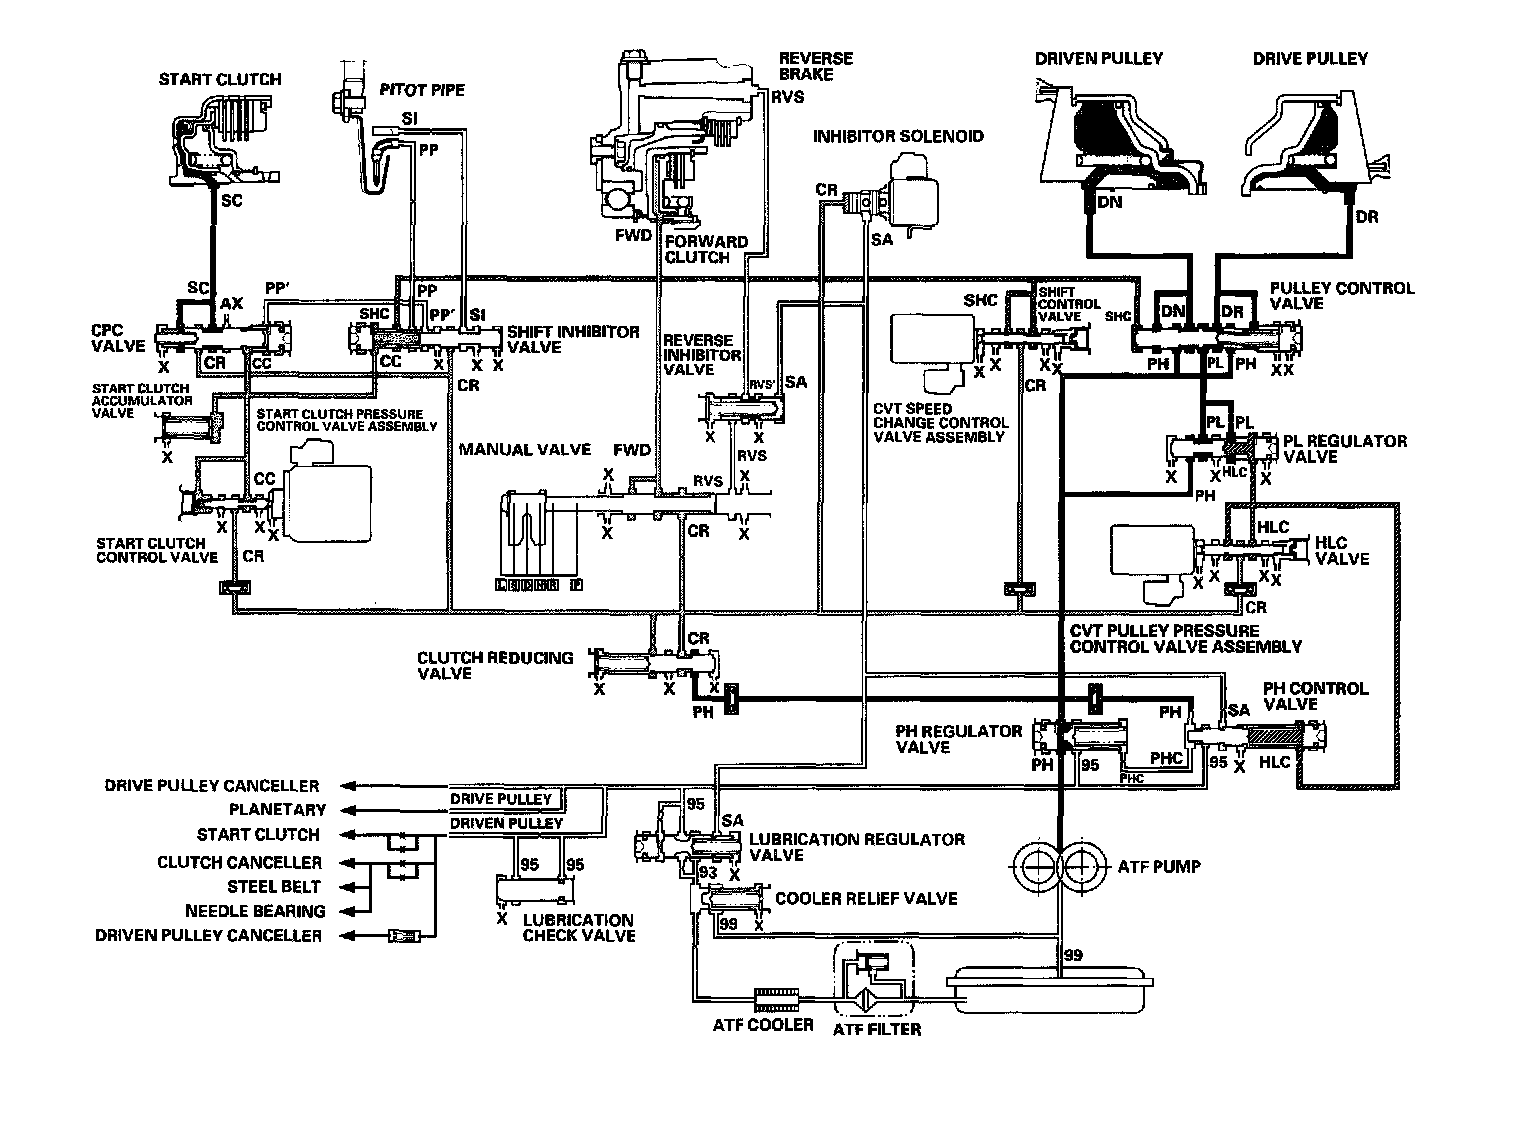 START CLUTCH
PITOT PIPE
SI
PP
SC
REVERSE
BRAKE
RVS
FWD
FORWARD
CLUTCH
INHIBITOR SOLENOID
CR
SA
DRIVEN PULLEY
DRIVE PULLEY
DN
DR
SC
AX
PP'
CPC
VALVE
X
CR
CC
PP
SHC
PP'
SI
SHIFT INHIBITOR
VALVE
CC
X
X
X
CR
REVERSE
INHIBITOR
VALVE
RVS'
SA
X
X
RVS
SHC
SHIFT
CONTROL
VALVE
X
X
X
CR
CVT SPEED
CHANGE CONTROL
VALVE ASSEMBLY
SHC
DN
DR
PULLEY CONTROL
VALVE
PH
PL
PH
XX
START CLUTCH
ACCUMULATOR
VALVE
X
START CLUTCH PRESSURE
CONTROL VALVE ASSEMBLY
CC
X
X
X
START CLUTCH
CONTROL VALVE
CR
MANUAL VALVE
FWD
X
RVS
X
X
CR
X
L
S
D
N
R
P
PL
PL
PL REGULATOR
VALVE
X
X
HLC
X
PH
HLC
HLC
VALVE
X
X
X
X
CR
CVT PULLEY PRESSURE
CONTROL VALVE ASSEMBLY
CLUTCH REDUCING
VALVE
CR
X
X
X
PH
PH CONTROL
VALVE
PH
SA
PH REGULATOR
VALVE
PH
95
PHC
PHC
95
X
HLC
DRIVE PULLEY CANCELLER
DRIVE PULLEY
PLANETARY
DRIVEN PULLEY
START CLUTCH
CLUTCH CANCELLER
STEEL BELT
NEEDLE BEARING
DRIVEN PULLEY CANCELLER
95
95
X
LUBRICATION
CHECK VALVE
95
SA
LUBRICATION REGULATOR
VALVE
93
X
COOLER RELIEF VALVE
99
X
ATF PUMP
99
ATF COOLER
ATF FILTER